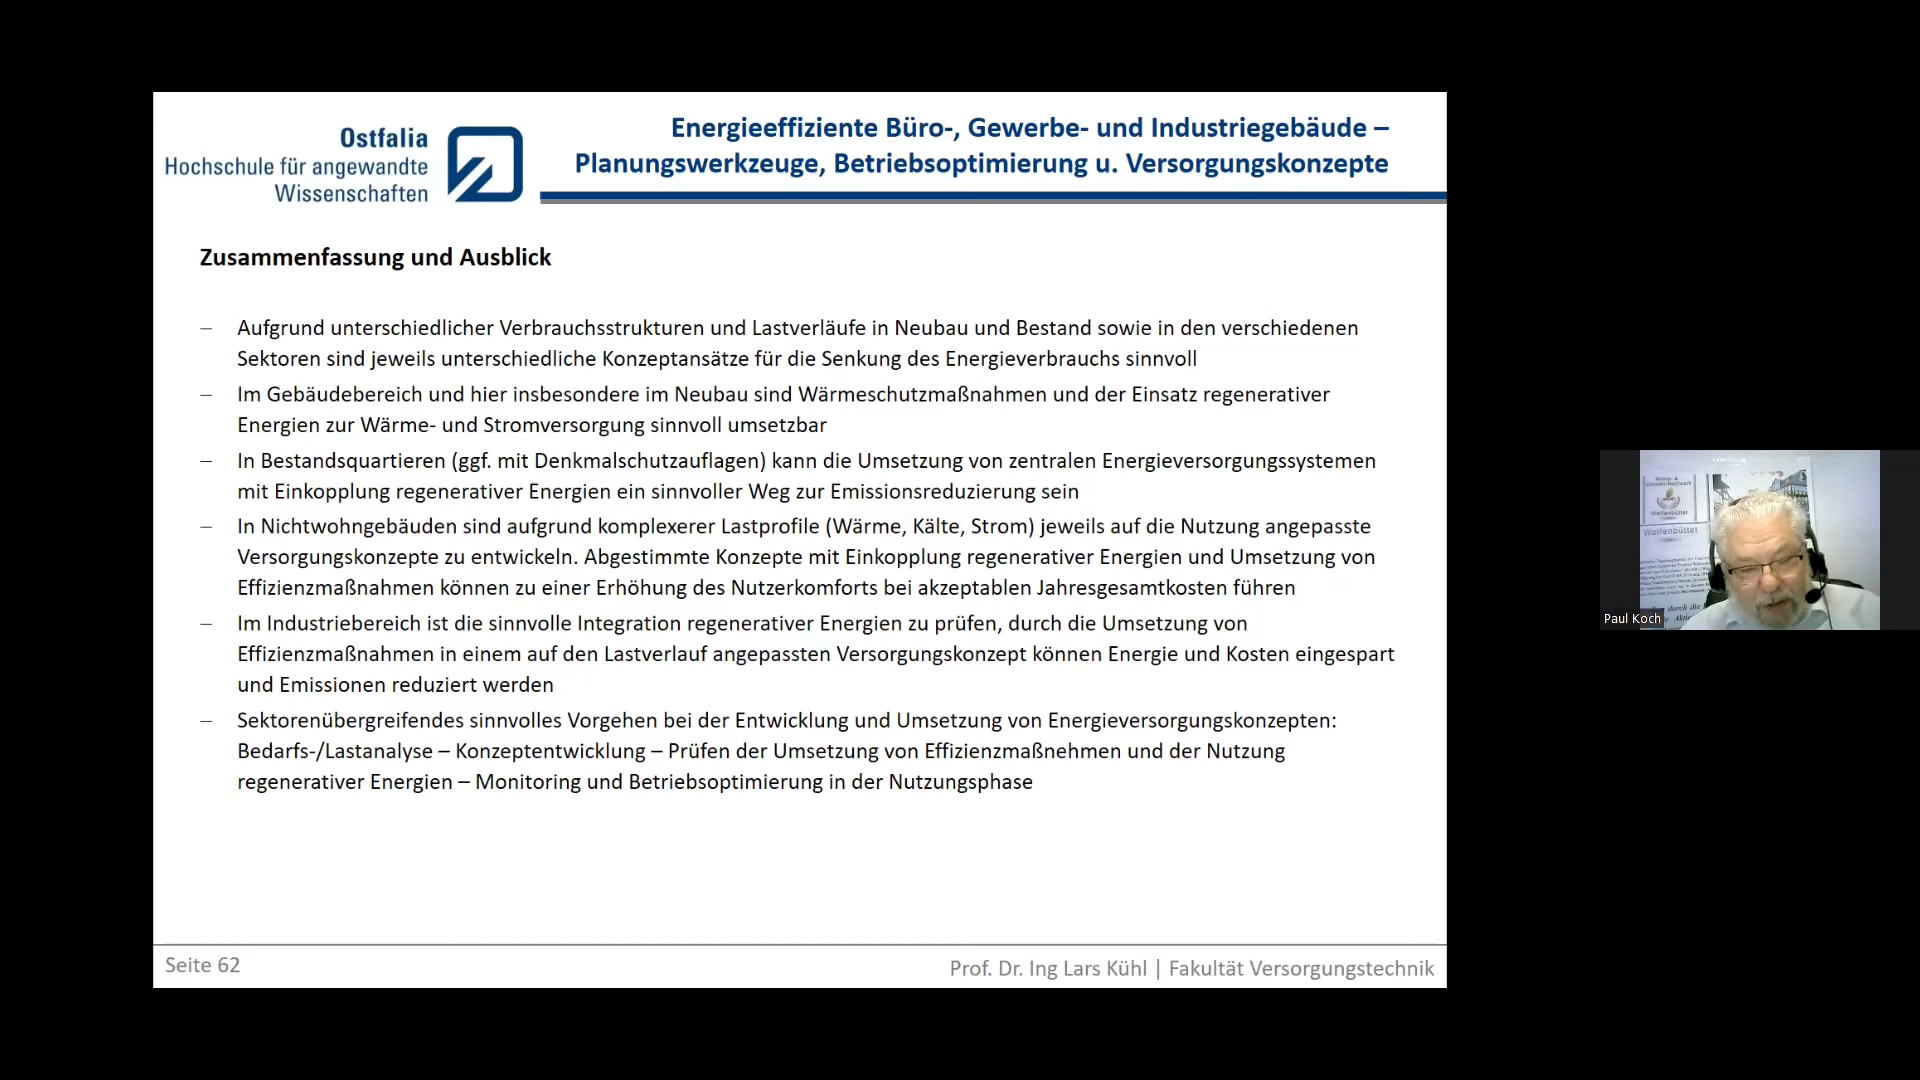 Ostfalia
Hochschule für angewandte
Wissenschaften
Energieeffiziente Büro-, Gewerbe- und Industriegebäude –
Planungswerkzeuge, Betriebsoptimierung u. Versorgungskonzepte
Zusammenfassung und Ausblick
– Aufgrund unterschiedlicher Verbrauchsstrukturen und Lastverläufe in Neubau und Bestand sowie in den verschiedenen
Sektoren sind jeweils unterschiedliche Konzeptansätze für die Senkung des Energieverbrauchs sinnvoll
– Im Gebäudebereich und hier insbesondere im Neubau sind Wärmeschutzmaßnahmen und der Einsatz regenerativer
Energien zur Wärme- und Stromversorgung sinnvoll umsetzbar
– In Bestandsquartieren (ggf. mit Denkmalschutzauflagen) kann die Umsetzung von zentralen Energieversorgungssystemen
mit Einkopplung regenerativer Energien ein sinnvoller Weg zur Emissionsreduzierung sein
– In Nichtwohngebäuden sind aufgrund komplexerer Lastprofile (Wärme, Kälte, Strom) jeweils auf die Nutzung angepasste
Versorgungskonzepte zu entwickeln. Abgestimmte Konzepte mit Einkopplung regenerativer Energien und Umsetzung von
Effizienzmaßnahmen können zu einer Erhöhung des Nutzerkomforts bei akzeptablen Jahresgesamtkosten führen
– Im Industriebereich ist die sinnvolle Integration regenerativer Energien zu prüfen, durch die Umsetzung von
Effizienzmaßnahmen in einem auf den Lastverlauf angepassten Versorgungskonzept können Energie und Kosten eingespart
und Emissionen reduziert werden
– Sektorenübergreifendes sinnvolles Vorgehen bei der Entwicklung und Umsetzung von Energieversorgungskonzepten:
Bedarfs-/Lastanalyse – Konzeptentwicklung – Prüfen der Umsetzung von Effizienzmaßnehmen und der Nutzung
regenerativer Energien – Monitoring und Betriebsoptimierung in der Nutzungsphase
Seite 62
Prof. Dr. Ing Lars Kühl | Fakultät Versorgungstechnik
Umwelt-Netzwerk
Wolfenbüttel
Wolfenbüttel
durch die
Paul Koch